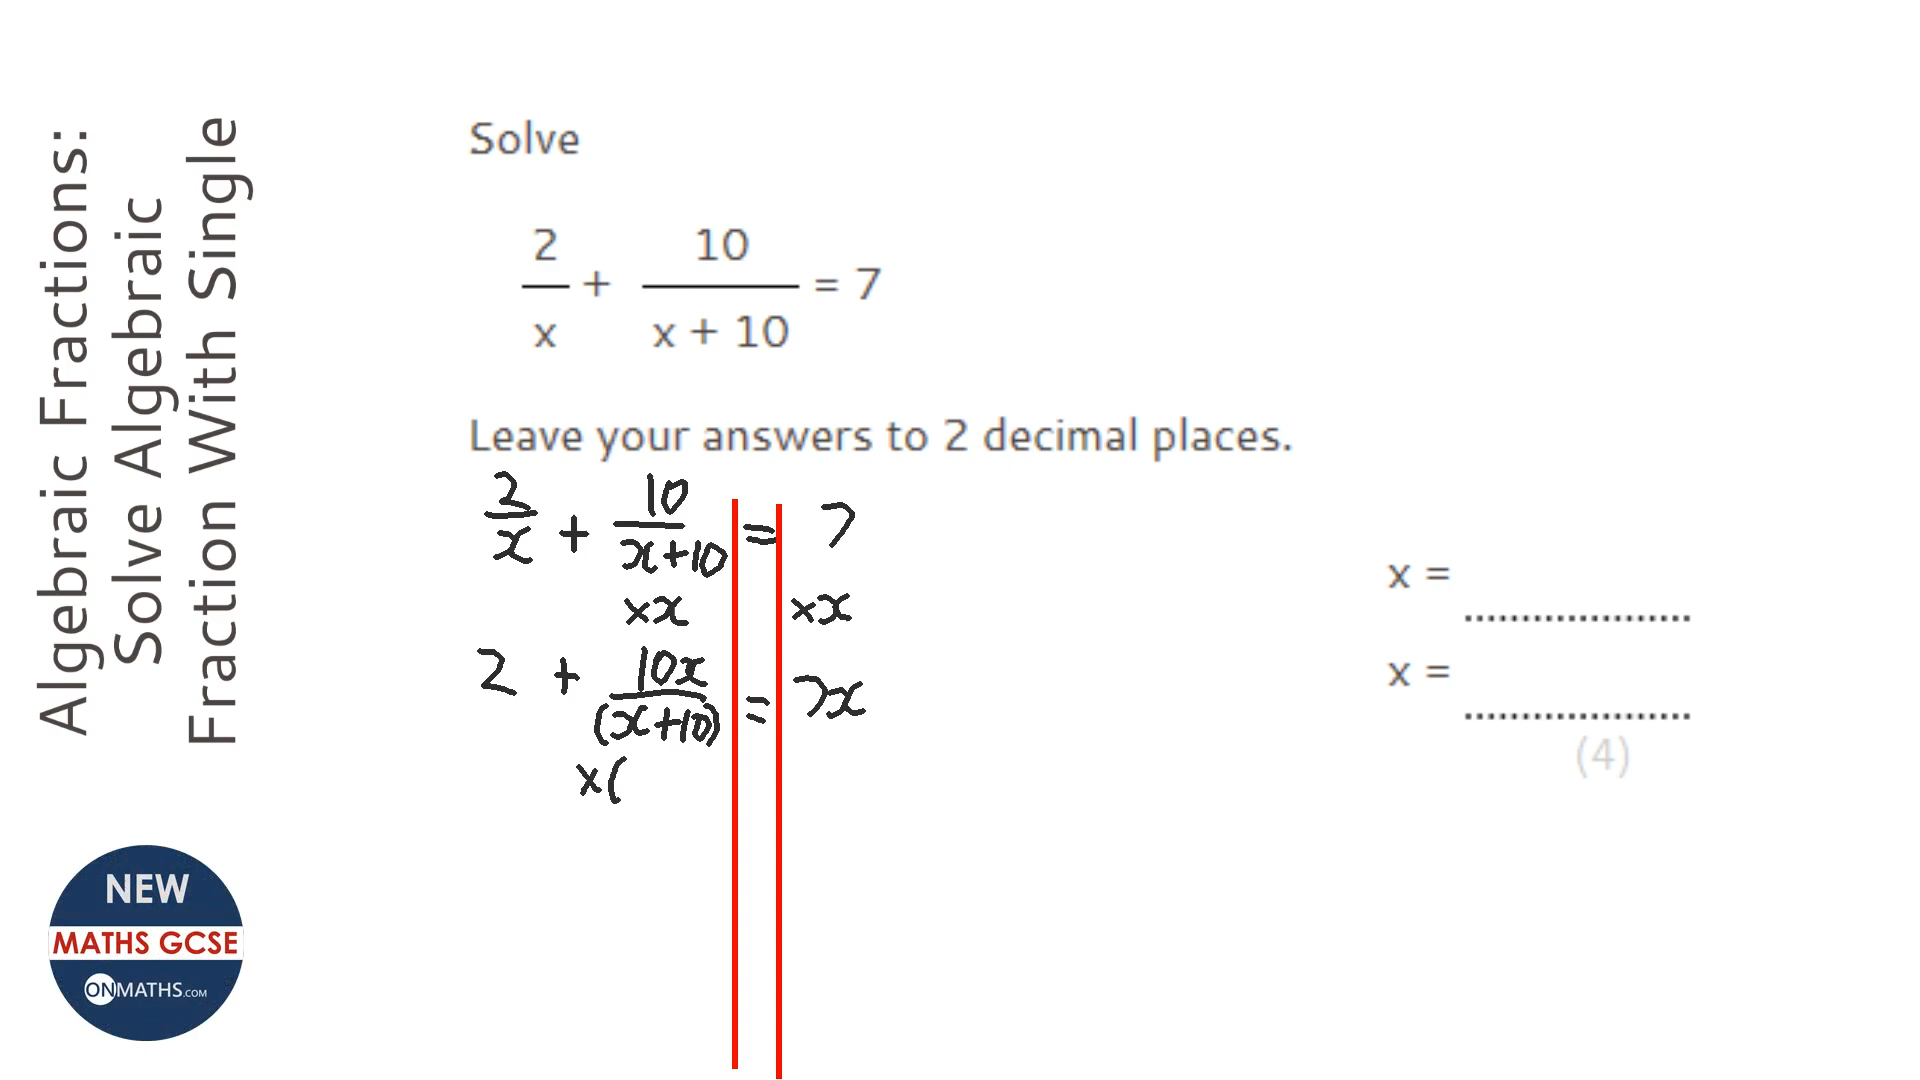 Algebraic Fractions:
Solve Algebraic
Fraction With Single
Solve
2/x + 10/(x + 10) = 7
Leave your answers to 2 decimal places.
2/x + 10/(x+10) = 7
×x ×x
2 + 10x/(x+10) = 7x
×(
x = ....................
x = ....................
(4)
NEW
MATHS GCSE
ONMATHS.COM